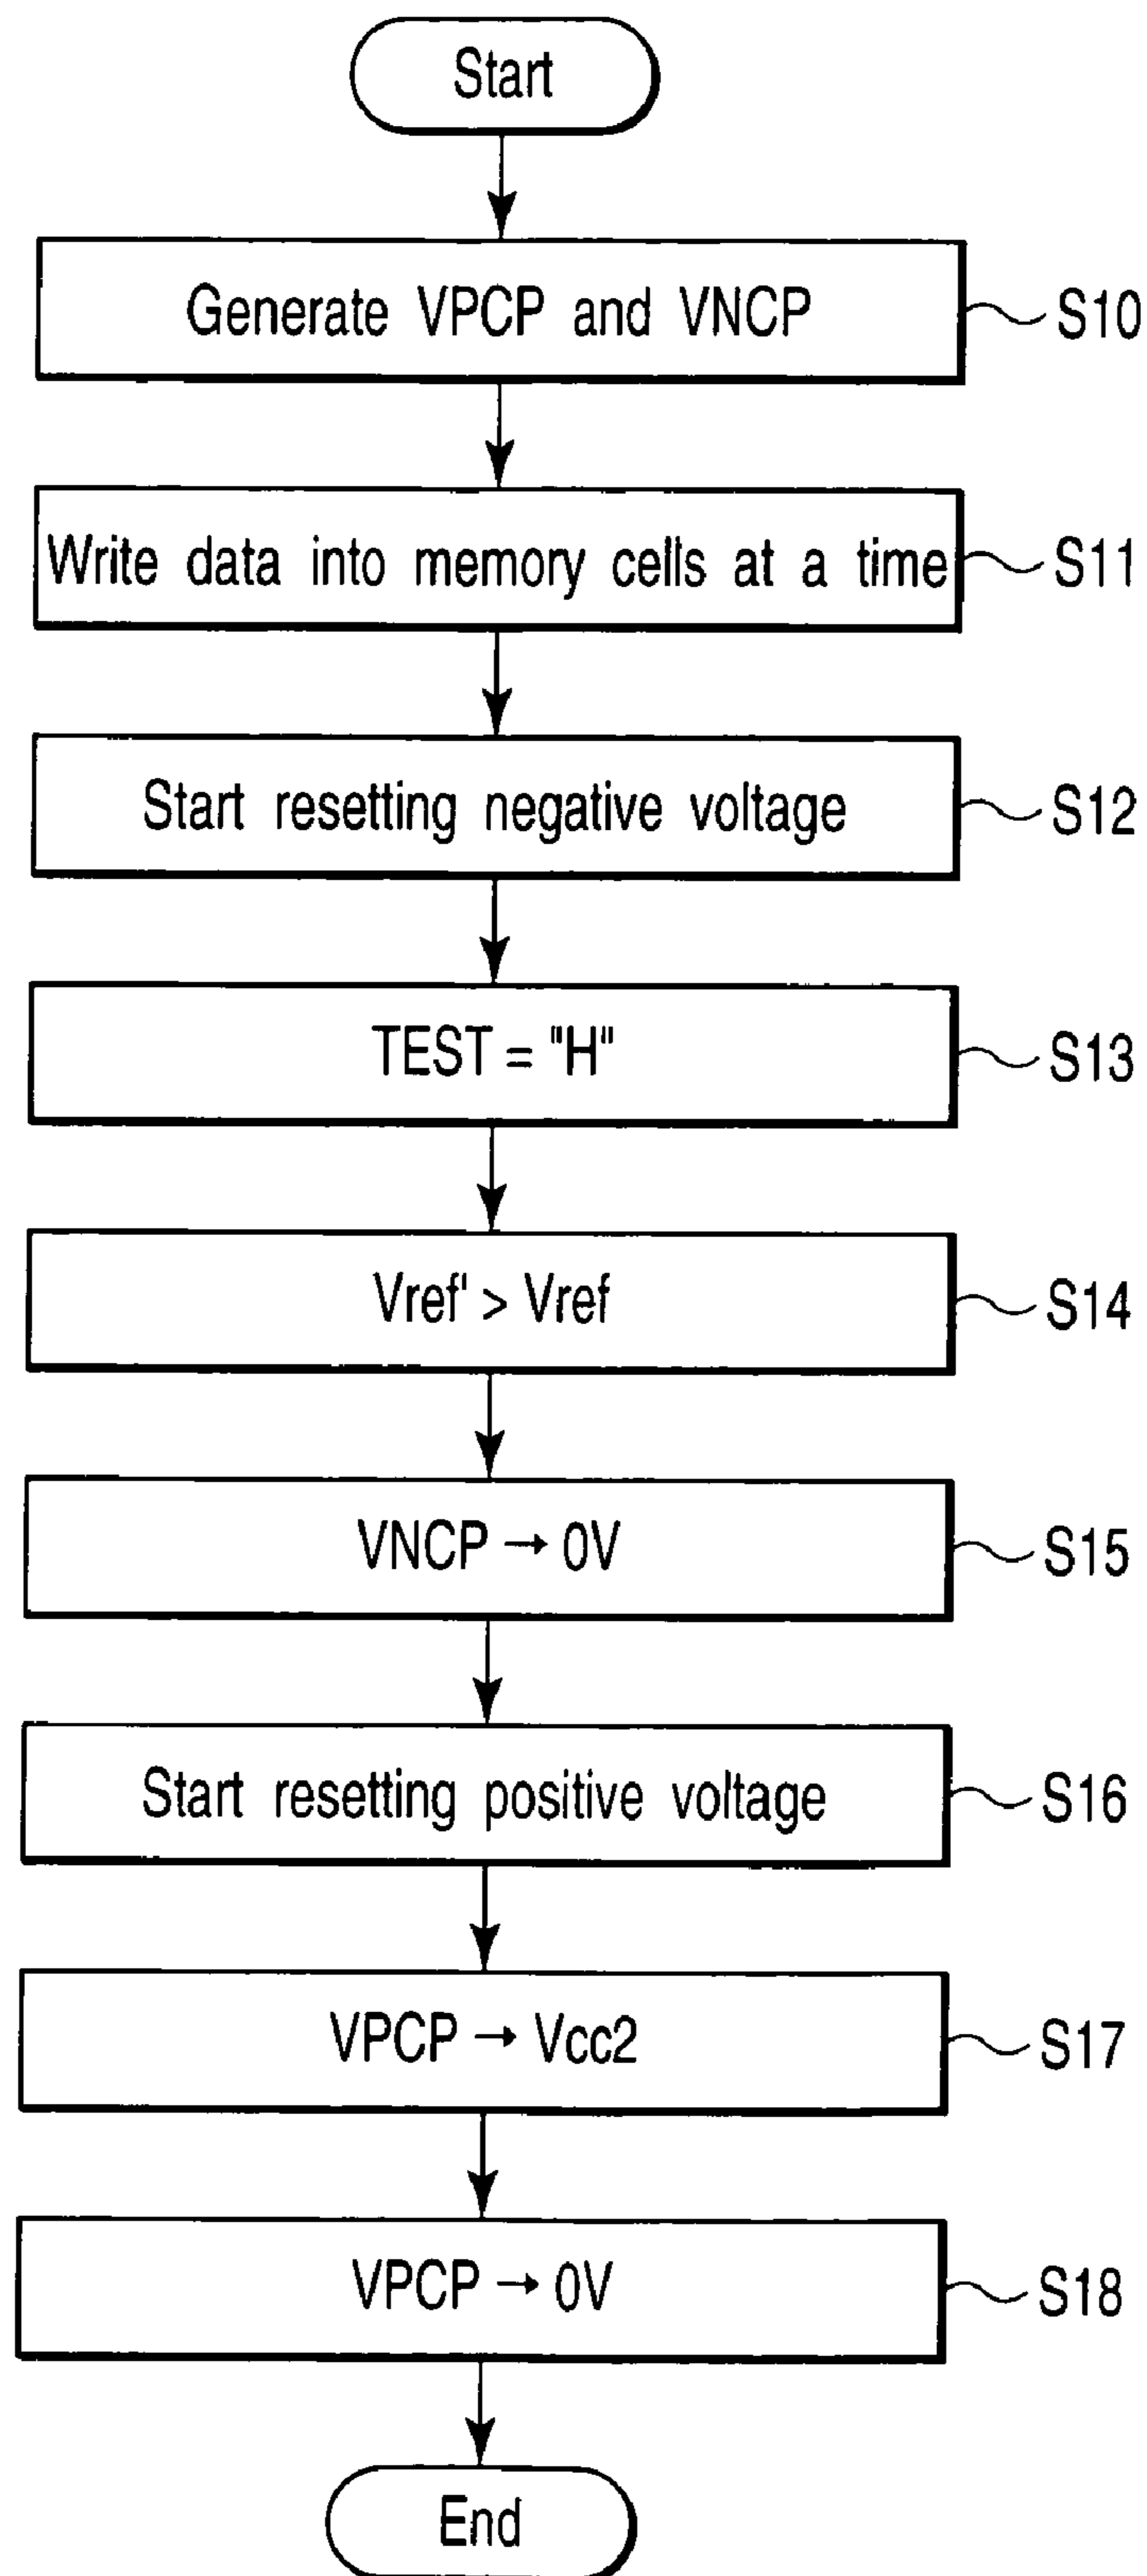 Start
Generate VPCP and VNCP
S10
Write data into memory cells at a time
S11
Start resetting negative voltage
S12
TEST = "H"
S13
Vref' > Vref
S14
VNCP → 0V
S15
Start resetting positive voltage
S16
VPCP → Vcc2
S17
VPCP → 0V
S18
End